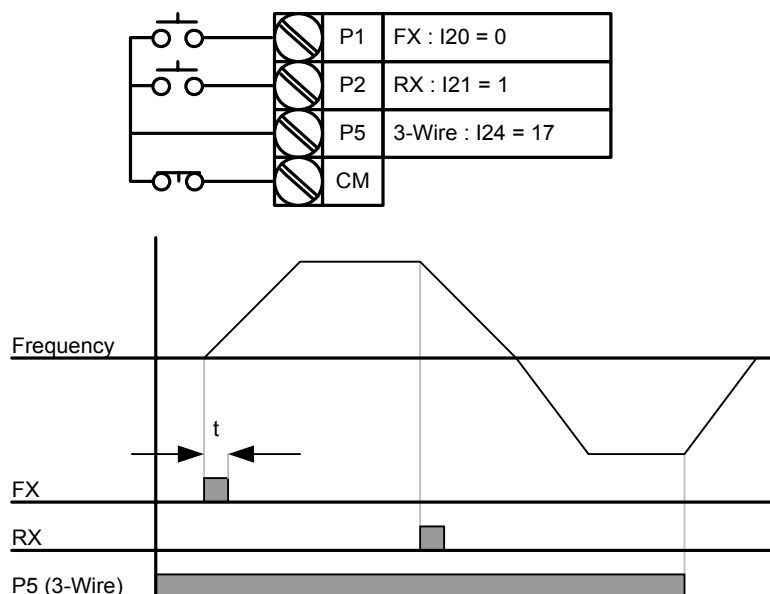 P1 FX : I20 = 0
P2 RX : I21 = 1
P5 3-Wire : I24 = 17
CM
Frequency
t
FX
RX
P5 (3-Wire)